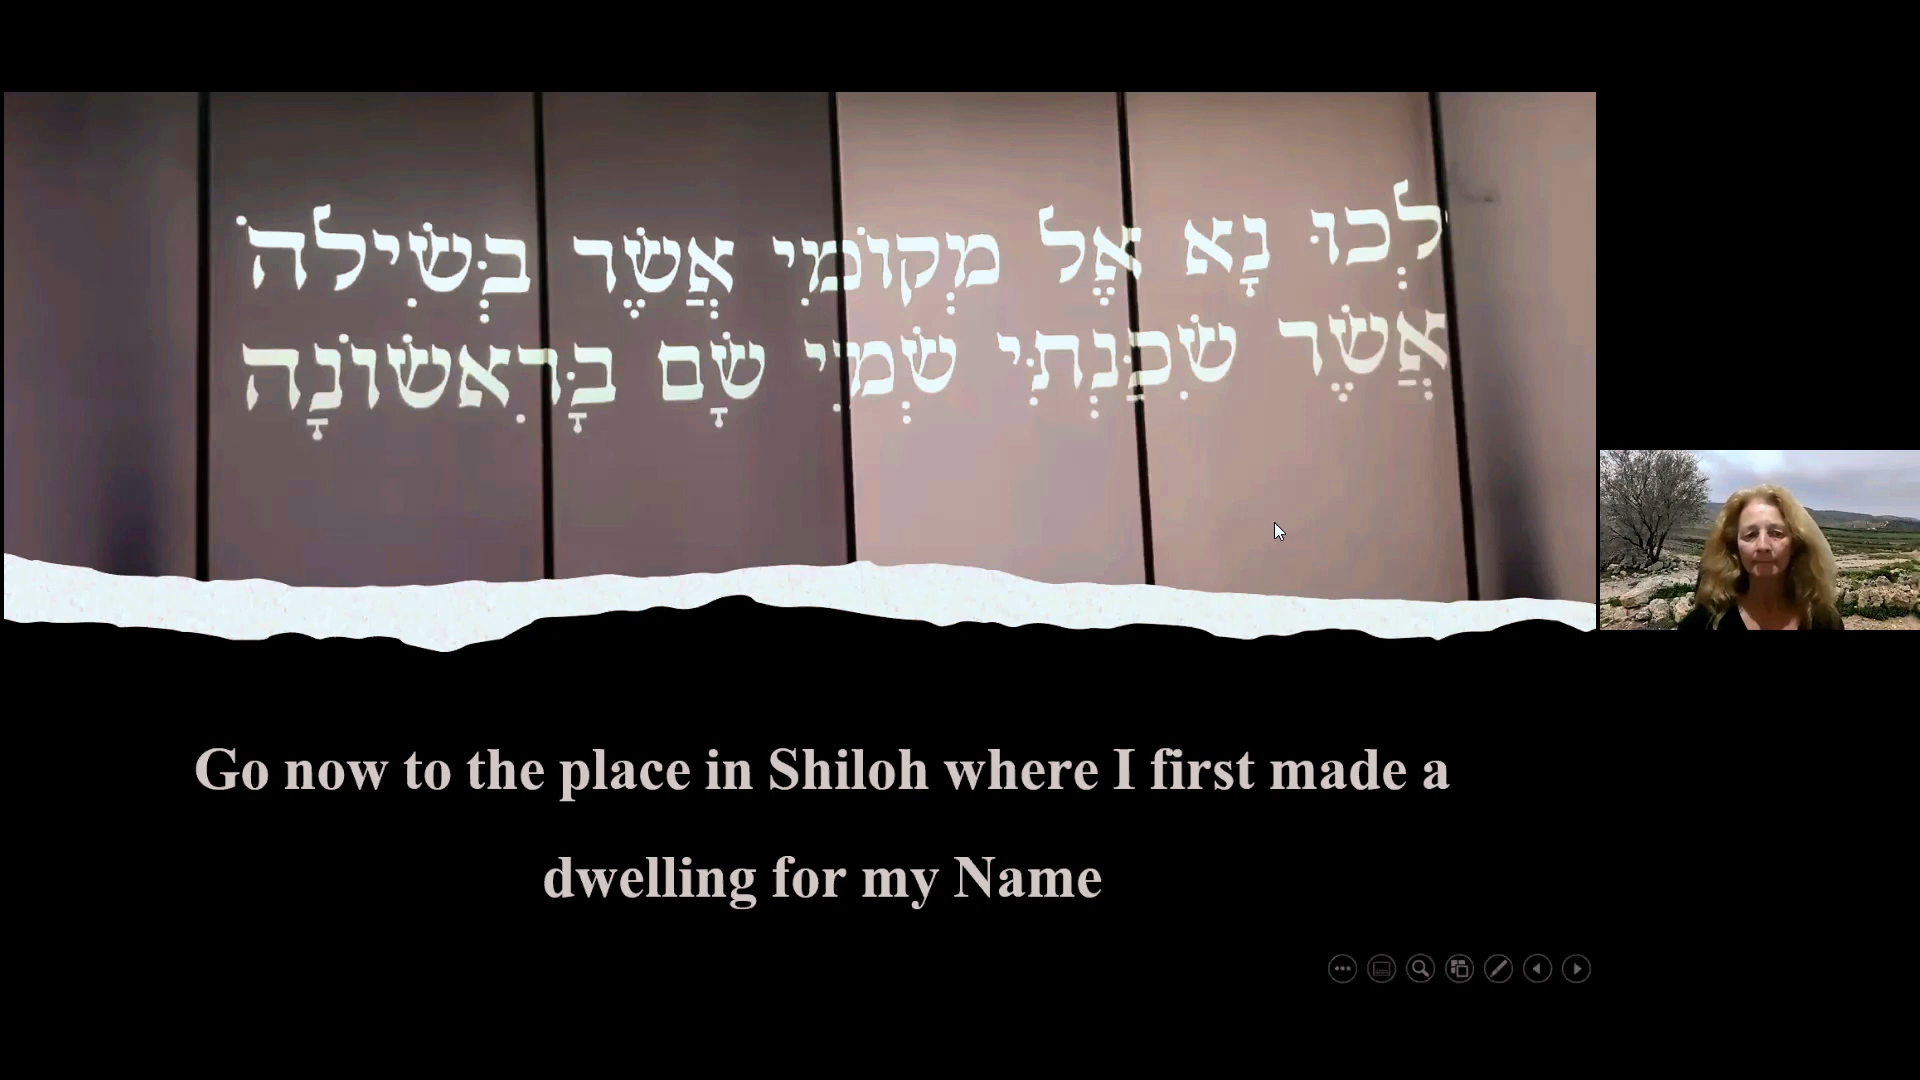 לְכוּ נָא אֶל מְקוֹמִי אֲשֶׁר בְּשִׁילֹה
אֲשֶׁר שִׁכַּנְתִּי שְׁמִי שָׁם בָּרִאשׁוֹנָה
Go now to the place in Shiloh where I first made a
dwelling for my Name